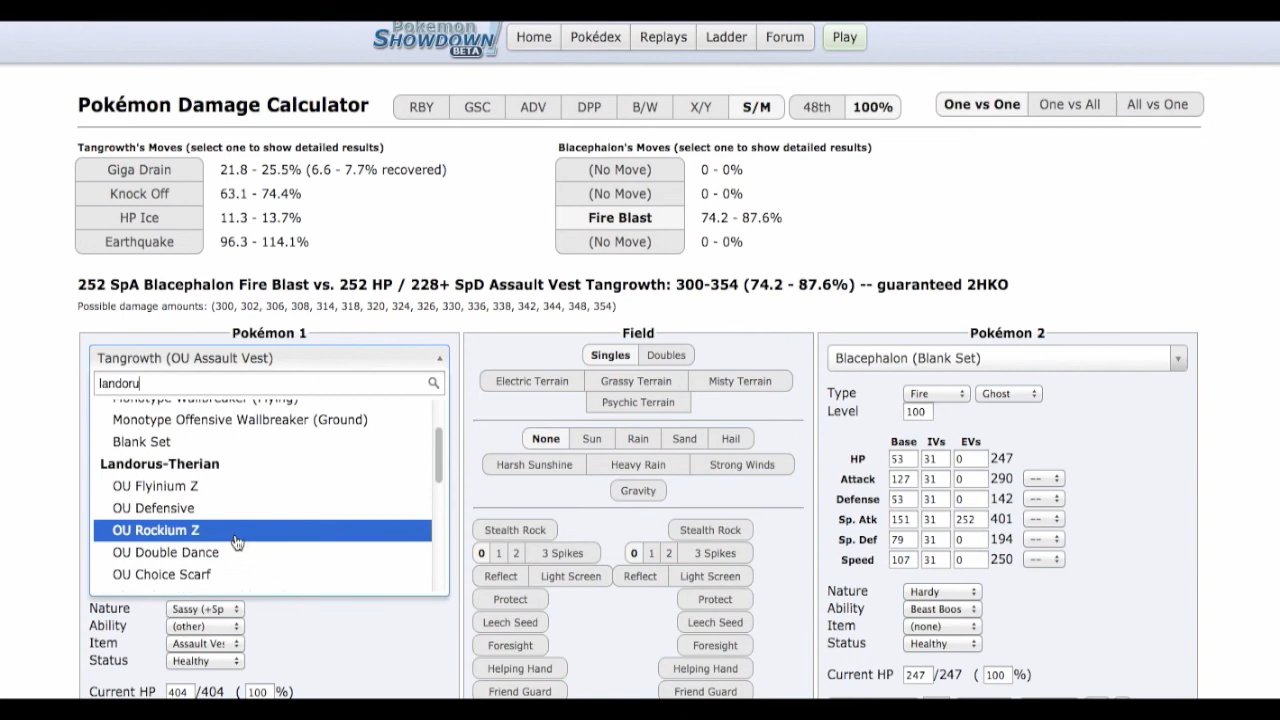 Pokémon
SHOWDOWN
BETA
Home Pokédex Replays Ladder Forum Play
Pokémon Damage Calculator RBY GSC ADV DPP B/W X/Y S/M 48th 100% One vs One One vs All All vs One
Tangrowth's Moves (select one to show detailed results) Blacephalon's Moves (select one to show detailed results)
Giga Drain 21.8 - 25.5% (6.6 - 7.7% recovered) (No Move) 0 - 0%
Knock Off 63.1 - 74.4% (No Move) 0 - 0%
HP Ice 11.3 - 13.7% Fire Blast 74.2 - 87.6%
Earthquake 96.3 - 114.1% (No Move) 0 - 0%
252 SpA Blacephalon Fire Blast vs. 252 HP / 228+ SpD Assault Vest Tangrowth: 300-354 (74.2 - 87.6%) -- guaranteed 2HKO
Possible damage amounts: (300, 302, 306, 308, 314, 318, 320, 324, 326, 330, 336, 338, 342, 344, 348, 354)
Pokémon 1 Field Pokémon 2
Tangrowth (OU Assault Vest) Singles Doubles Blacephalon (Blank Set)
landoru Electric Terrain Grassy Terrain Misty Terrain
Monotype Wallbreaker (Flying) Psychic Terrain Type Fire Ghost
Monotype Offensive Wallbreaker (Ground) Level 100
Blank Set None Sun Rain Sand Hail Base IVs EVs
Landorus-Therian Harsh Sunshine Heavy Rain Strong Winds HP 53 31 0 247
OU Flyinium Z Gravity Attack 127 31 0 290 --
OU Defensive Defense 53 31 0 142 --
OU Rockium Z Stealth Rock Stealth Rock Sp. Atk 151 31 252 401 --
OU Double Dance 0 1 2 3 Spikes 0 1 2 3 Spikes Sp. Def 79 31 0 194 --
OU Choice Scarf Reflect Light Screen Reflect Light Screen Speed 107 31 0 250 --
Nature Sassy (+Sp Protect Protect Nature Hardy
Ability (other) Leech Seed Leech Seed Ability Beast Boos
Item Assault Ves Foresight Foresight Item (none)
Status Healthy Helping Hand Helping Hand Status Healthy
Current HP 404 /404 ( 100 %) Friend Guard Friend Guard Current HP 247 /247 ( 100 %)